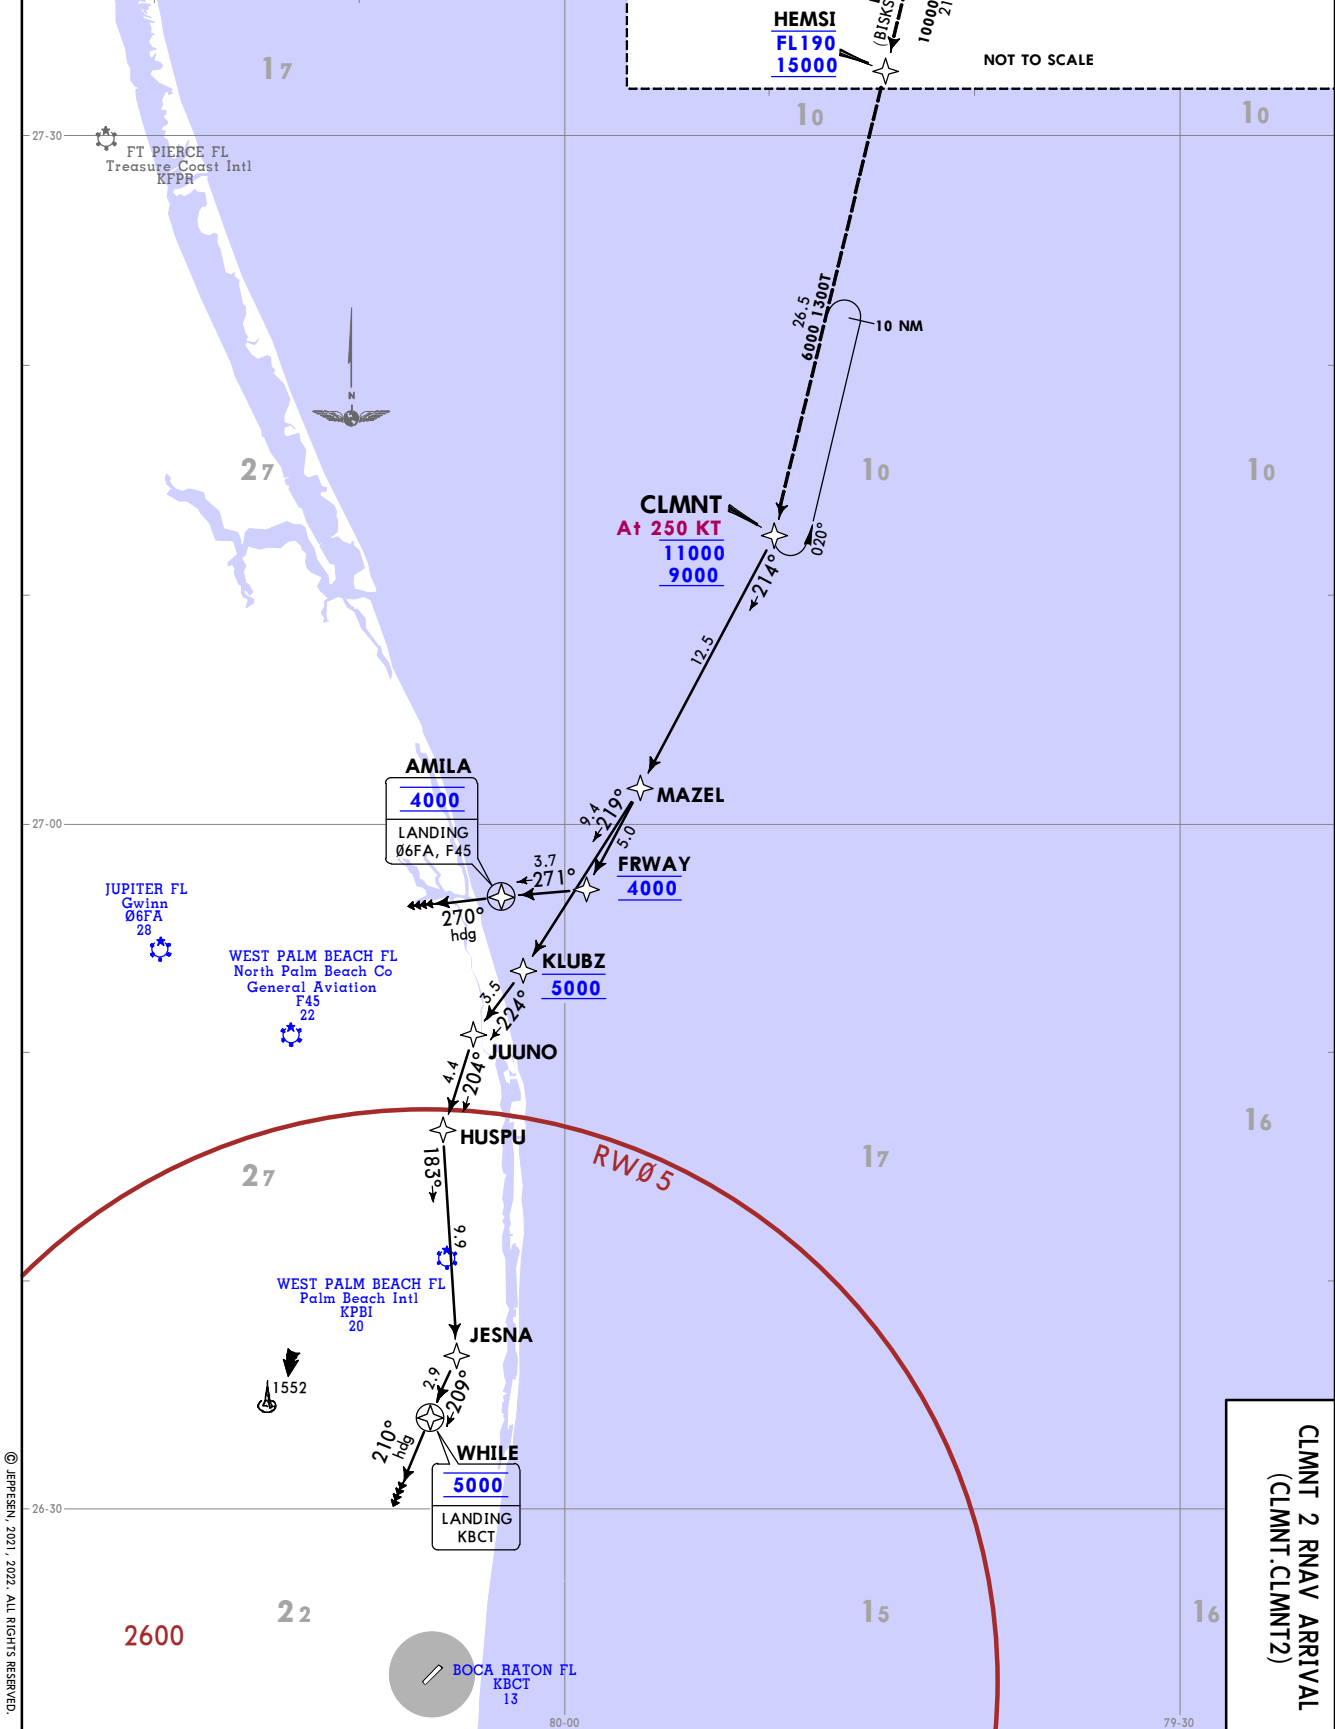 HEMSI
FL190
15000
(BISKS
10000
21
NOT TO SCALE
17
10
10
27-30
FT PIERCE FL
Treasure Coast Intl
KFPR
26.5
6000 1300T
10 NM
N
27
10
10
CLMNT
At 250 KT
11000
9000
020°
214°
12.5
AMILA
4000
LANDING
Ø6FA, F45
MAZEL
27-00
9.4
219°
5.0
FRWAY
4000
3.7
271°
270°
hdg
JUPITER FL
Gwinn
Ø6FA
28
WEST PALM BEACH FL
North Palm Beach Co
General Aviation
F45
22
KLUBZ
5000
3.5
224°
JUUNO
4.4
204°
HUSPU
RWØ5
16
17
27
183°
9.9
WEST PALM BEACH FL
Palm Beach Intl
KPBI
20
JESNA
2.9
209°
1552
210°
hdg
WHILE
5000
LANDING
KBCT
26-30
CLMNT 2 RNAV ARRIVAL
(CLMNT.CLMNT2)
22
15
16
2600
BOCA RATON FL
KBCT
13
80-00
79-30
© JEPPESEN, 2021, 2022. ALL RIGHTS RESERVED.